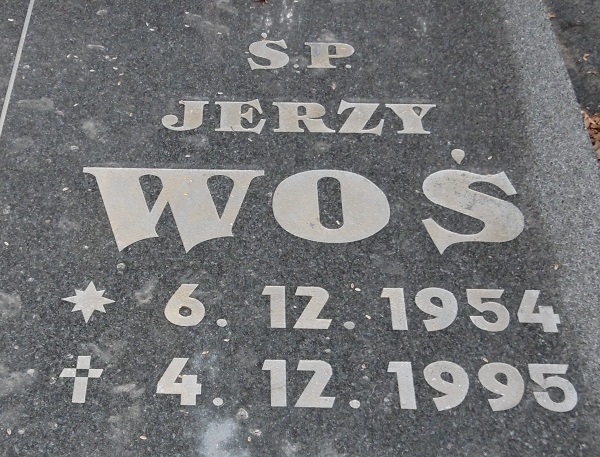 Ś.P.
JERZY
WOŚ
✶ 6. 12. 1954
✝ 4. 12. 1995